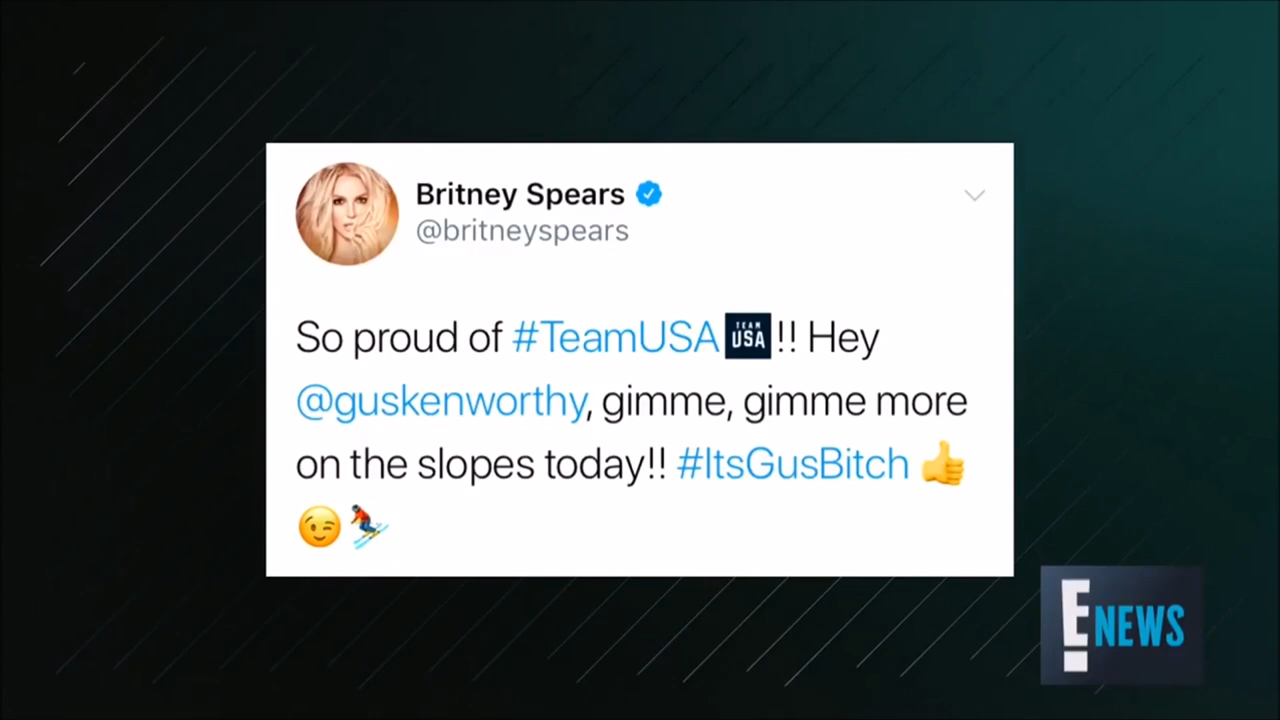 Britney Spears
@britneyspears
So proud of #TeamUSA TEAM USA !! Hey
@guskenworthy, gimme, gimme more
on the slopes today!! #ItsGusBitch 👍
😉⛷
E! NEWS